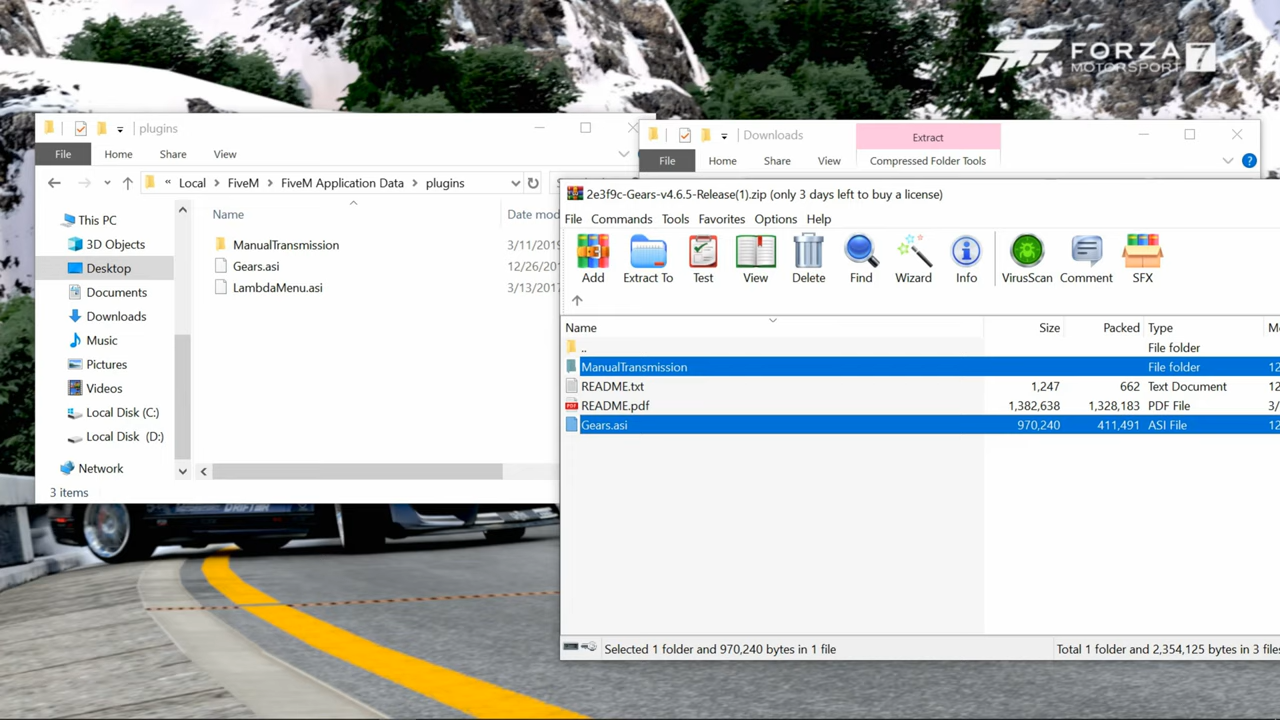 FORZA
MOTORSPORT 7
plugins
File Home Share View
« Local > FiveM > FiveM Application Data > plugins
This PC
3D Objects
Desktop
Documents
Downloads
Music
Pictures
Videos
Local Disk (C:)
Local Disk (D:)
Network
Name Date mod
ManualTransmission 3/11/2019
Gears.asi 12/26/201
LambdaMenu.asi 3/13/2017
3 items
Downloads
Extract
File Home Share View Compressed Folder Tools
2e3f9c-Gears-v4.6.5-Release(1).zip (only 3 days left to buy a license)
File Commands Tools Favorites Options Help
Add Extract To Test View Delete Find Wizard Info VirusScan Comment SFX
Name Size Packed Type
.. File folder
ManualTransmission File folder 12
README.txt 1,247 662 Text Document 12
README.pdf 1,382,638 1,328,183 PDF File 3/
Gears.asi 970,240 411,491 ASI File 12
Selected 1 folder and 970,240 bytes in 1 file
Total 1 folder and 2,354,125 bytes in 3 files